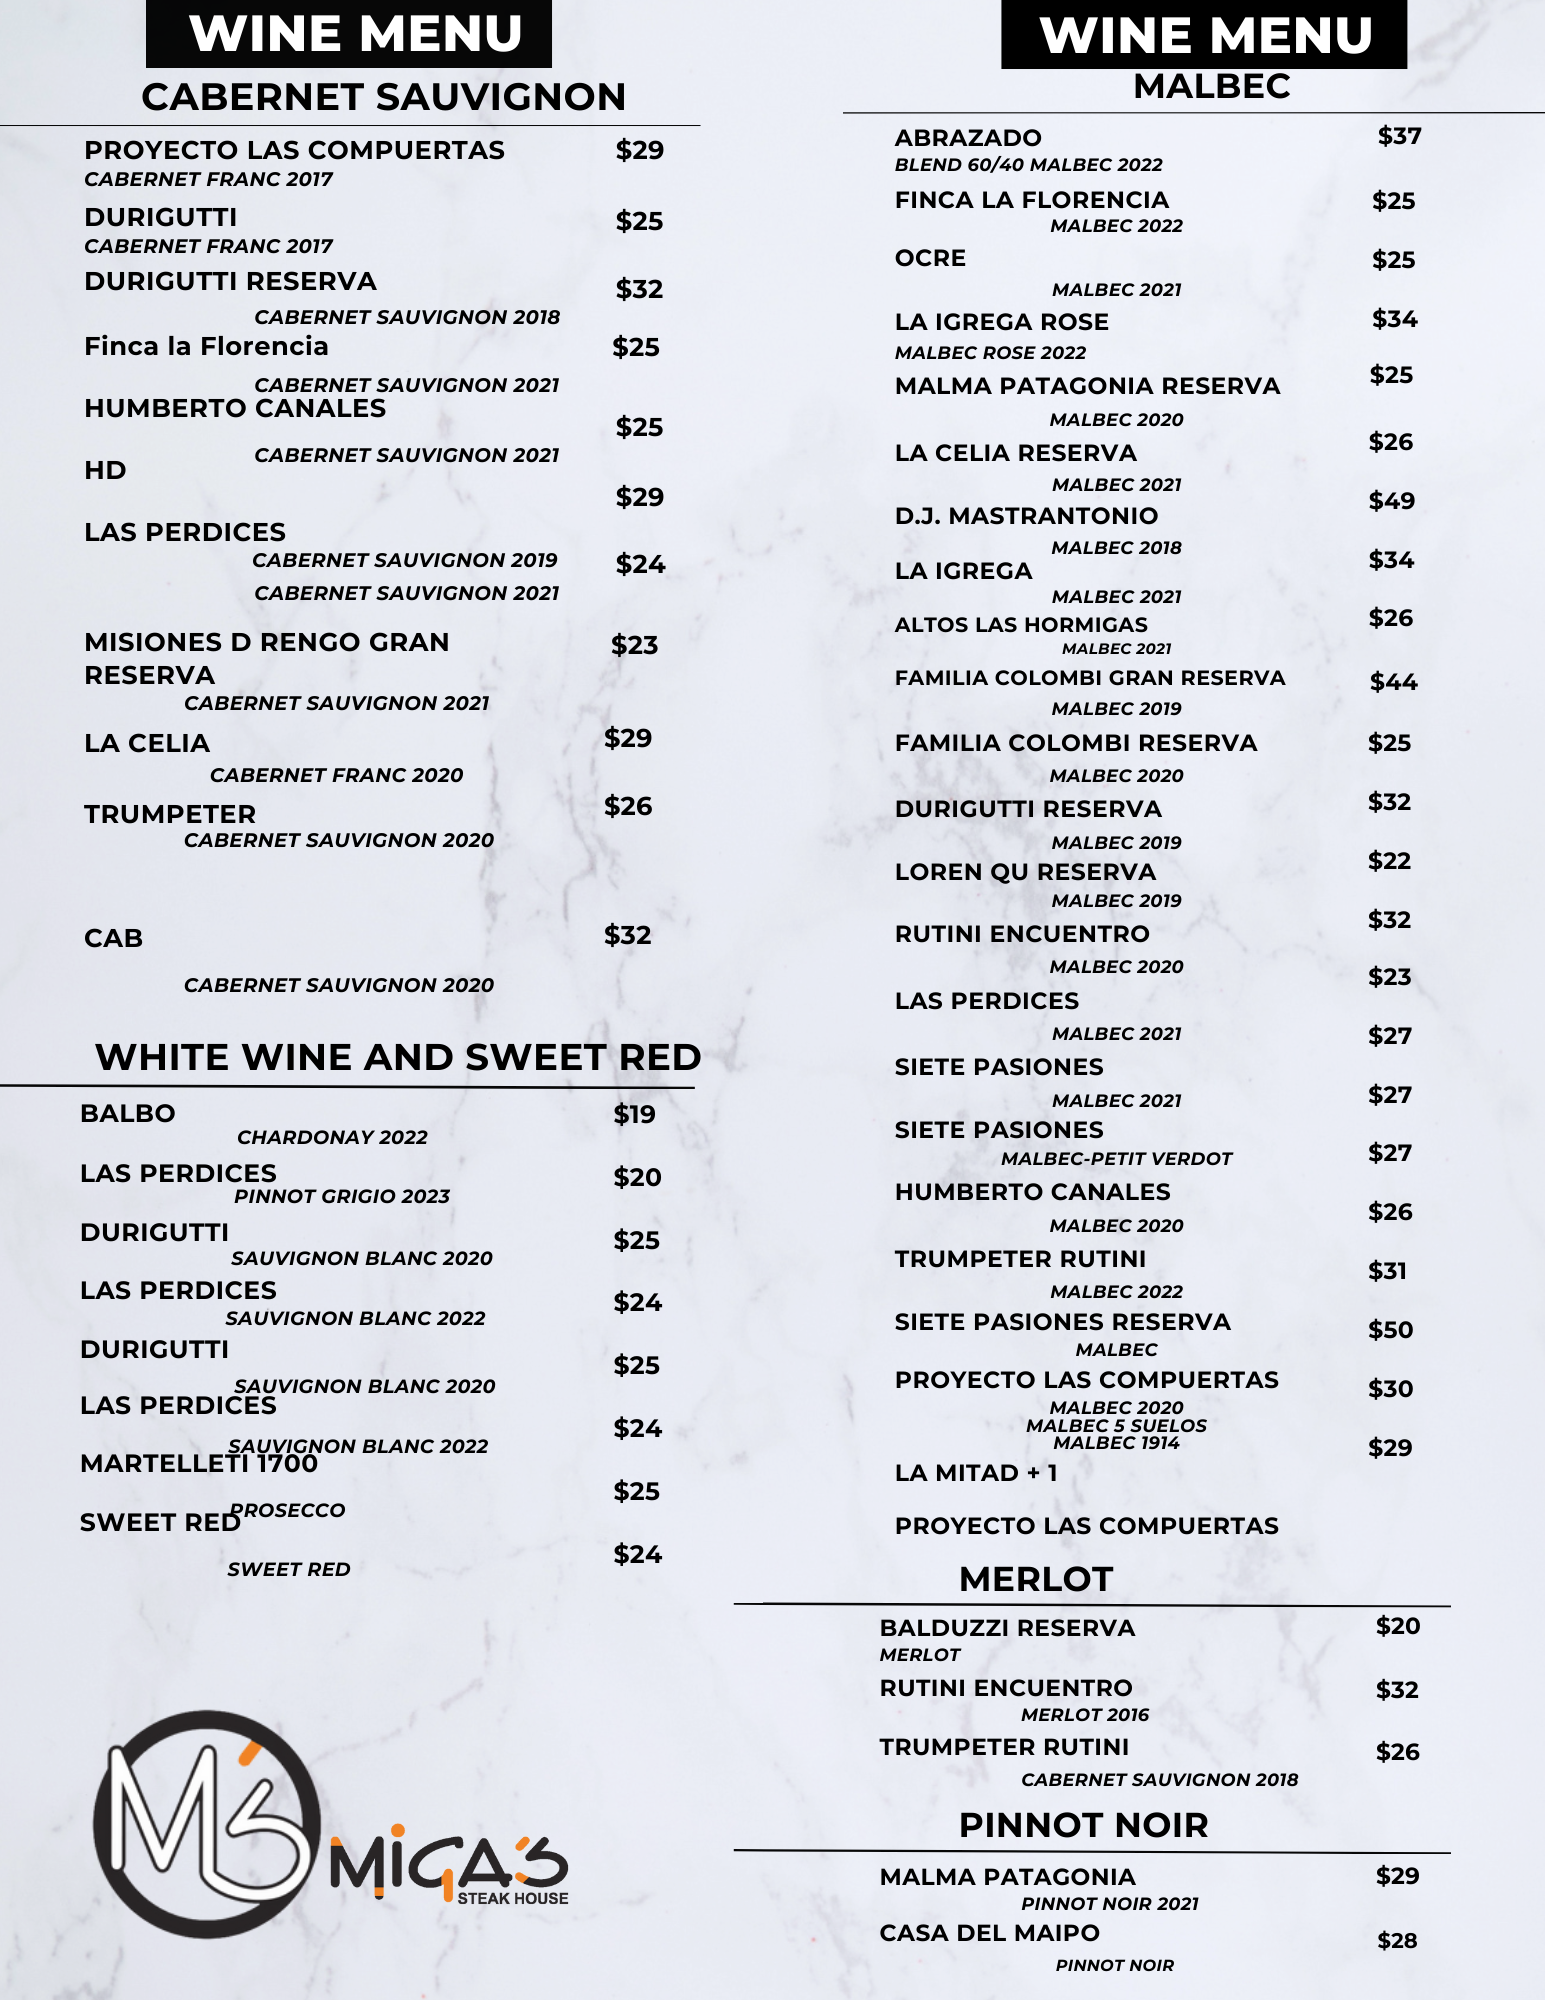 WINE MENU
CABERNET SAUVIGNON
PROYECTO LAS COMPUERTAS $29
CABERNET FRANC 2017
DURIGUTTI $25
CABERNET FRANC 2017
DURIGUTTI RESERVA $32
CABERNET SAUVIGNON 2018
Finca la Florencia $25
CABERNET SAUVIGNON 2021
HUMBERTO CANALES $25
CABERNET SAUVIGNON 2021
HD $29
LAS PERDICES
CABERNET SAUVIGNON 2019 $24
CABERNET SAUVIGNON 2021
MISIONES D RENGO GRAN $23
RESERVA
CABERNET SAUVIGNON 2021
LA CELIA $29
CABERNET FRANC 2020
TRUMPETER $26
CABERNET SAUVIGNON 2020
CAB $32
CABERNET SAUVIGNON 2020
WHITE WINE AND SWEET RED
BALBO $19
CHARDONAY 2022
LAS PERDICES $20
PINNOT GRIGIO 2023
DURIGUTTI $25
SAUVIGNON BLANC 2020
LAS PERDICES $24
SAUVIGNON BLANC 2022
DURIGUTTI $25
SAUVIGNON BLANC 2020
LAS PERDICES $24
SAUVIGNON BLANC 2022
MARTELLETI 1700 $25
PROSECCO
SWEET RED $24
SWEET RED
M'S
MiGA'S
STEAK HOUSE
WINE MENU
MALBEC
ABRAZADO $37
BLEND 60/40 MALBEC 2022
FINCA LA FLORENCIA $25
MALBEC 2022
OCRE $25
MALBEC 2021
LA IGREGA ROSE $34
MALBEC ROSE 2022
MALMA PATAGONIA RESERVA $25
MALBEC 2020
LA CELIA RESERVA $26
MALBEC 2021
D.J. MASTRANTONIO $49
MALBEC 2018
LA IGREGA $34
MALBEC 2021
ALTOS LAS HORMIGAS $26
MALBEC 2021
FAMILIA COLOMBI GRAN RESERVA $44
MALBEC 2019
FAMILIA COLOMBI RESERVA $25
MALBEC 2020
DURIGUTTI RESERVA $32
MALBEC 2019
LOREN QU RESERVA $22
MALBEC 2019
RUTINI ENCUENTRO $32
MALBEC 2020
LAS PERDICES $23
MALBEC 2021 $27
SIETE PASIONES
MALBEC 2021 $27
SIETE PASIONES
MALBEC-PETIT VERDOT $27
HUMBERTO CANALES
MALBEC 2020 $26
TRUMPETER RUTINI $31
MALBEC 2022
SIETE PASIONES RESERVA $50
MALBEC
PROYECTO LAS COMPUERTAS $30
MALBEC 2020
MALBEC 5 SUELOS
MALBEC 1914 $29
LA MITAD + 1
PROYECTO LAS COMPUERTAS
MERLOT
BALDUZZI RESERVA $20
MERLOT
RUTINI ENCUENTRO $32
MERLOT 2016
TRUMPETER RUTINI $26
CABERNET SAUVIGNON 2018
PINNOT NOIR
MALMA PATAGONIA $29
PINNOT NOIR 2021
CASA DEL MAIPO $28
PINNOT NOIR